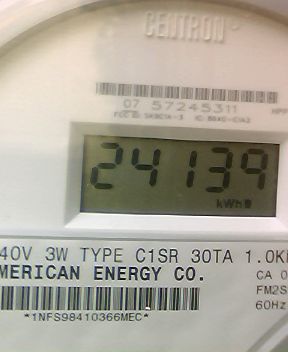 CENTRON
07 57245311
24139
kWh
40V 3W TYPE C1SR 30TA 1.0K
MERICAN ENERGY CO.
CA 0
FM2S
60Hz
*1NFS98410366MEC*